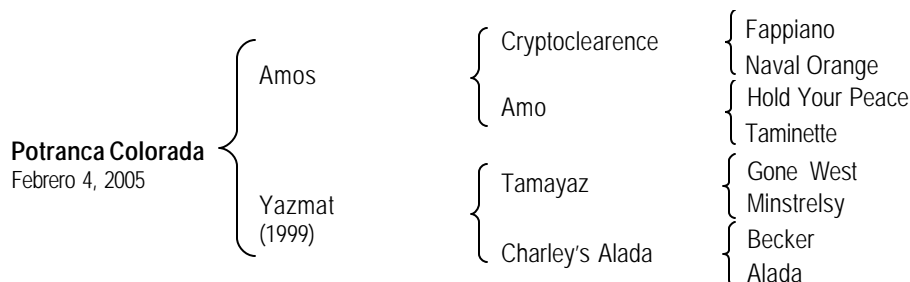 Fappiano
Cryptoclearence
Naval Orange
Amos
Hold Your Peace
Amo
Taminette
Potranca Colorada
Febrero 4, 2005
Gone West
Tamayaz
Minstrelsy
Yazmat
(1999)
Becker
Charley's Alada
Alada